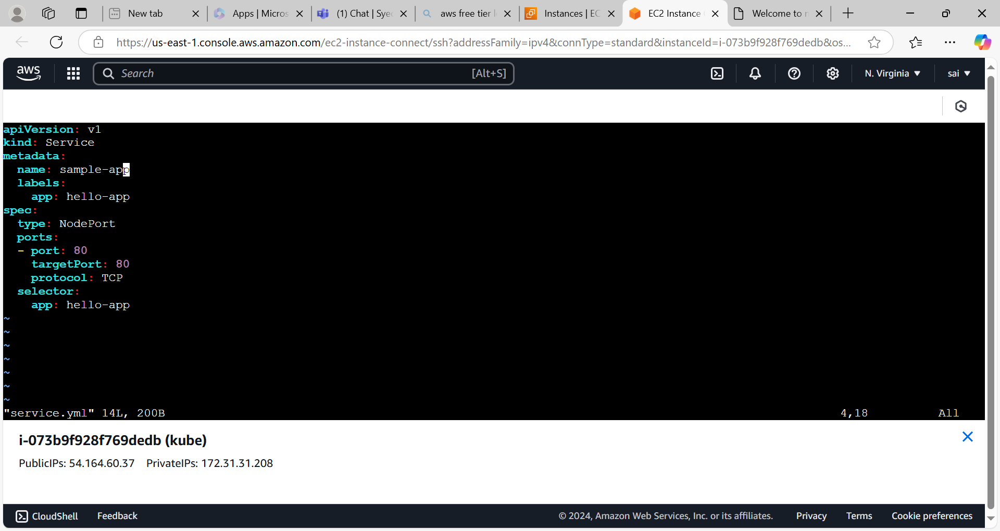 New tab
Apps | Micros
(1) Chat | Sye
aws free tier l
Instances | EC
EC2 Instance
Welcome to n
https://us-east-1.console.aws.amazon.com/ec2-instance-connect/ssh?addressFamily=ipv4&connType=standard&instanceId=i-073b9f928f769dedb&os...
aws
Search
[Alt+S]
N. Virginia
sai
apiVersion: v1
kind: Service
metadata:
  name: sample-app
  labels:
    app: hello-app
spec:
  type: NodePort
  ports:
  - port: 80
    targetPort: 80
    protocol: TCP
  selector:
    app: hello-app
~
~
~
~
~
~
~
"service.yml" 14L, 200B 4,18 All
i-073b9f928f769dedb (kube)
PublicIPs: 54.164.60.37 PrivateIPs: 172.31.31.208
CloudShell Feedback © 2024, Amazon Web Services, Inc. or its affiliates. Privacy Terms Cookie preferences